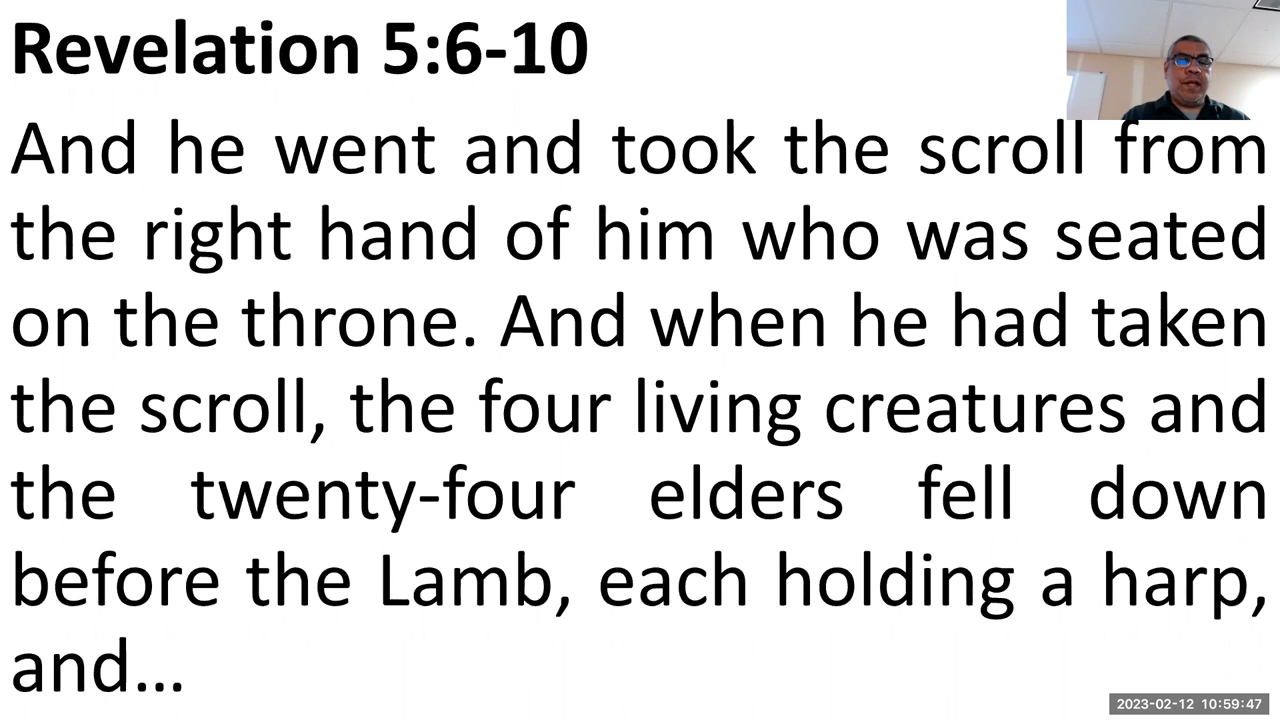 Revelation 5:6-10
And he went and took the scroll from
the right hand of him who was seated
on the throne. And when he had taken
the scroll, the four living creatures and
the twenty-four elders fell down
before the Lamb, each holding a harp,
and...
2023-02-12 10:59:47